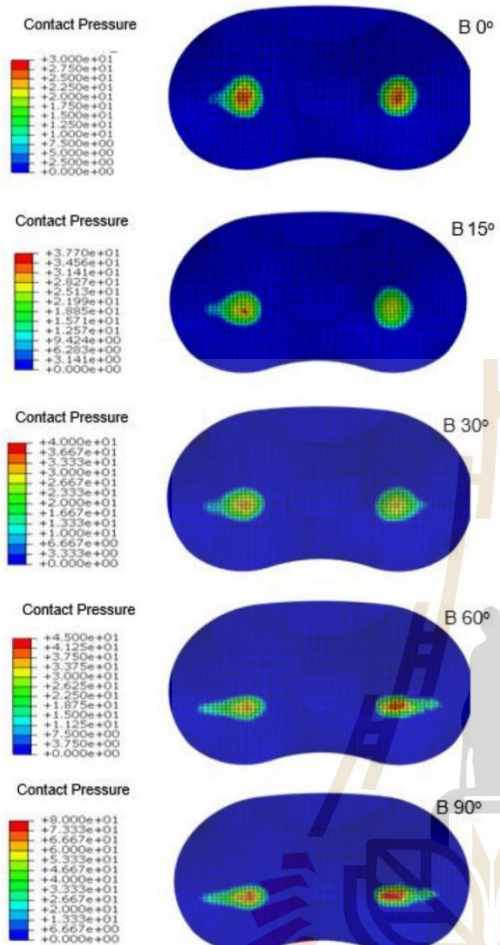 Contact Pressure
B 0º
+3.000e+01
+2.750e+01
+2.500e+01
+2.250e+01
+2.000e+01
+1.750e+01
+1.500e+01
+1.250e+01
+1.000e+01
+7.500e+00
+5.000e+00
+2.500e+00
+0.000e+00
Contact Pressure
B 15º
+3.770e+01
+3.456e+01
+3.141e+01
+2.827e+01
+2.513e+01
+2.199e+01
+1.885e+01
+1.571e+01
+1.257e+01
+9.424e+00
+6.283e+00
+3.141e+00
+0.000e+00
Contact Pressure
B 30º
+4.000e+01
+3.667e+01
+3.333e+01
+3.000e+01
+2.667e+01
+2.333e+01
+2.000e+01
+1.667e+01
+1.333e+01
+1.000e+01
+6.667e+00
+3.333e+00
+0.000e+00
Contact Pressure
B 60º
+4.500e+01
+4.125e+01
+3.750e+01
+3.375e+01
+3.000e+01
+2.625e+01
+2.250e+01
+1.875e+01
+1.500e+01
+1.125e+01
+7.500e+00
+3.750e+00
+0.000e+00
Contact Pressure
B 90º
+8.000e+01
+7.333e+01
+6.667e+01
+6.000e+01
+5.333e+01
+4.667e+01
+4.000e+01
+3.333e+01
+2.667e+01
+2.000e+01
+1.333e+01
+6.667e+00
+0.000e+00